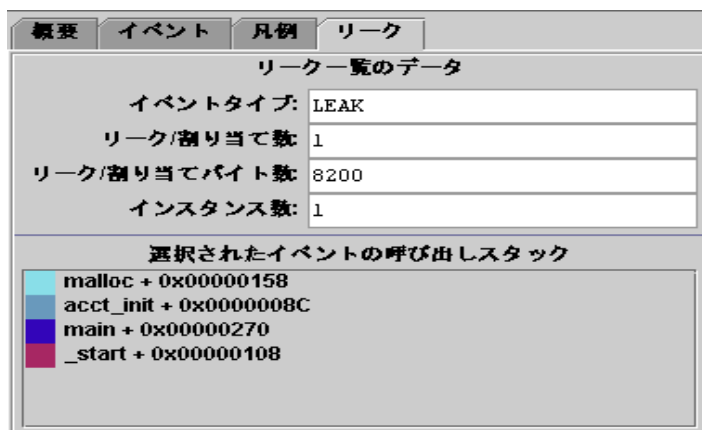 概要 イベント 凡例 リーク
リーク一覧のデータ
イベントタイプ: LEAK
リーク/割り当て数: 1
リーク/割り当てバイト数: 8200
インスタンス数: 1
選択されたイベントの呼び出しスタック
malloc + 0x00000158
acct_init + 0x0000008C
main + 0x00000270
_start + 0x00000108